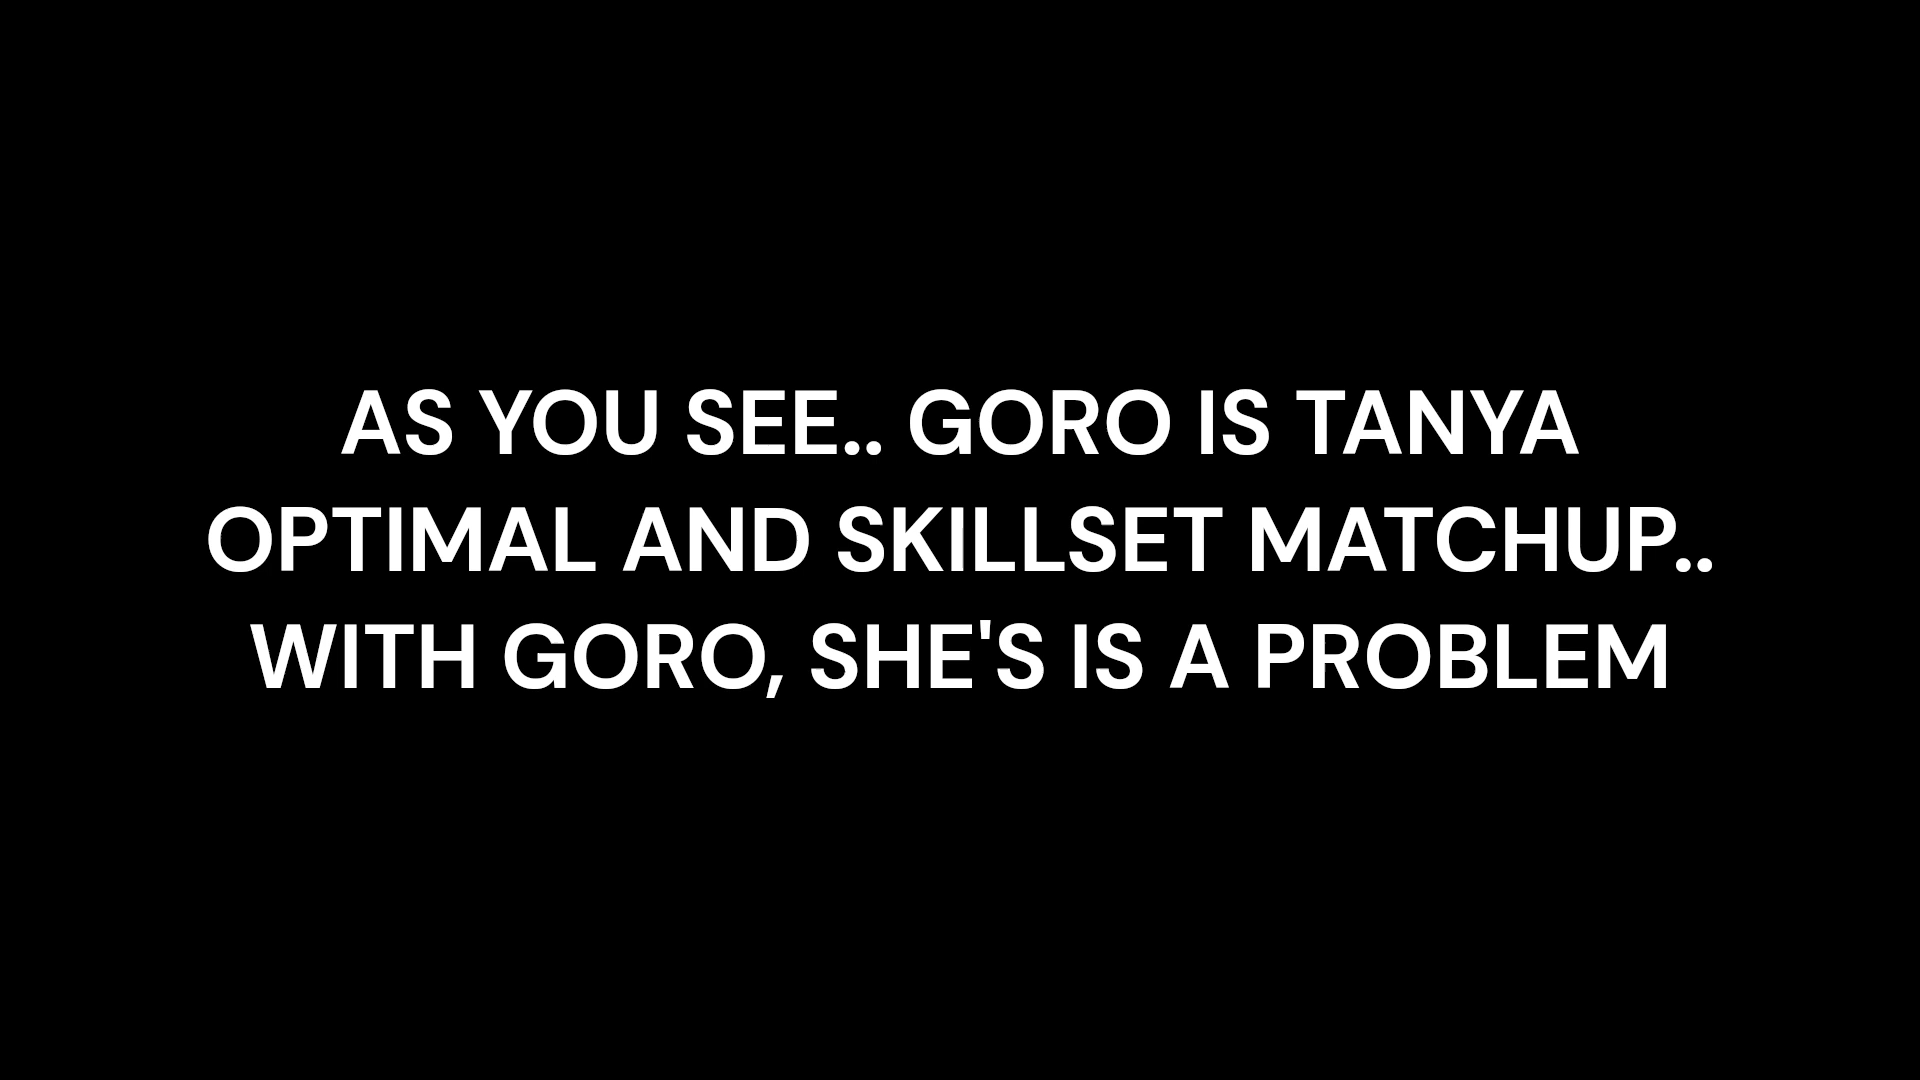 AS YOU SEE.. GORO IS TANYA
OPTIMAL AND SKILLSET MATCHUP..
WITH GORO, SHE'S IS A PROBLEM